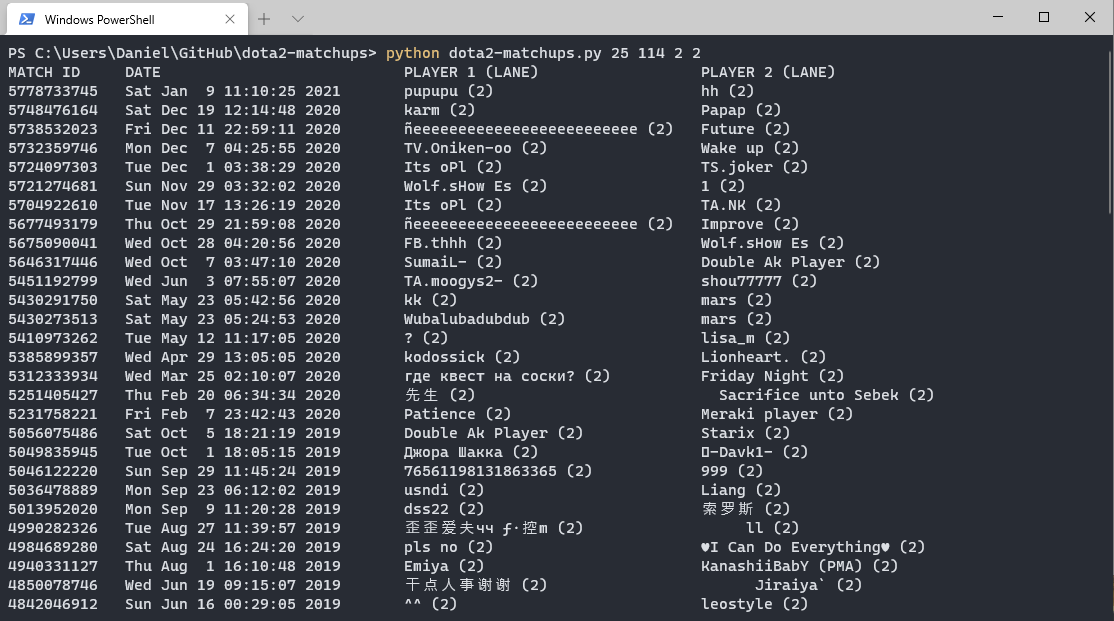 Windows PowerShell
PS C:\Users\Daniel\GitHub\dota2-matchups> python dota2-matchups.py 25 114 2 2
MATCH ID DATE PLAYER 1 (LANE) PLAYER 2 (LANE)
5778733745 Sat Jan 9 11:10:25 2021 pupupu (2) hh (2)
5748476164 Sat Dec 19 12:14:48 2020 karm (2) Papap (2)
5738532023 Fri Dec 11 22:59:11 2020 ñeeeeeeeeeeeeeeeeeeeeeeeee (2) Future (2)
5732359746 Mon Dec 7 04:25:55 2020 TV.Oniken-oo (2) Wake up (2)
5724097303 Tue Dec 1 03:38:29 2020 Its oPl (2) TS.joker (2)
5721274681 Sun Nov 29 03:32:02 2020 Wolf.sHow Es (2) 1 (2)
5704922610 Tue Nov 17 13:26:19 2020 Its oPl (2) TA.NK (2)
5677493179 Thu Oct 29 21:59:08 2020 ñeeeeeeeeeeeeeeeeeeeeeeeee (2) Improve (2)
5675090041 Wed Oct 28 04:20:56 2020 FB.thhh (2) Wolf.sHow Es (2)
5646317446 Wed Oct 7 03:47:10 2020 SumaiL- (2) Double Ak Player (2)
5451192799 Wed Jun 3 07:55:07 2020 TA.moogys2- (2) shou77777 (2)
5430291750 Sat May 23 05:42:56 2020 kk (2) mars (2)
5430273513 Sat May 23 05:24:53 2020 Wubalubadubdub (2) mars (2)
5410973262 Tue May 12 11:17:05 2020 ? (2) lisa_m (2)
5385899357 Wed Apr 29 13:05:05 2020 kodossick (2) Lionheart. (2)
5312333934 Wed Mar 25 02:10:07 2020 где квест на соски? (2) Friday Night (2)
5251405427 Thu Feb 20 06:34:34 2020 先生 (2) Sacrifice unto Sebek (2)
5231758221 Fri Feb 7 23:42:43 2020 Patience (2) Meraki player (2)
5056075486 Sat Oct 5 18:21:19 2019 Double Ak Player (2) Starix (2)
5049835945 Tue Oct 1 18:05:15 2019 Джора Шакка (2) □-Davk1- (2)
5046122220 Sun Sep 29 11:45:24 2019 76561198131863365 (2) 999 (2)
5036478889 Mon Sep 23 06:12:02 2019 usndi (2) Liang (2)
5013952020 Mon Sep 9 11:20:28 2019 dss22 (2) 索罗斯 (2)
4990282326 Tue Aug 27 11:39:57 2019 歪歪爱夫чч ƒ·控m (2) ll (2)
4984689280 Sat Aug 24 16:24:20 2019 pls no (2) ♥I Can Do Everything♥ (2)
4940331127 Thu Aug 1 16:10:48 2019 Emiya (2) KanashiiBabY (PMA) (2)
4850078746 Wed Jun 19 09:15:07 2019 干点人事谢谢 (2) Jiraiya` (2)
4842046912 Sun Jun 16 00:29:05 2019 ^^ (2) leostyle (2)